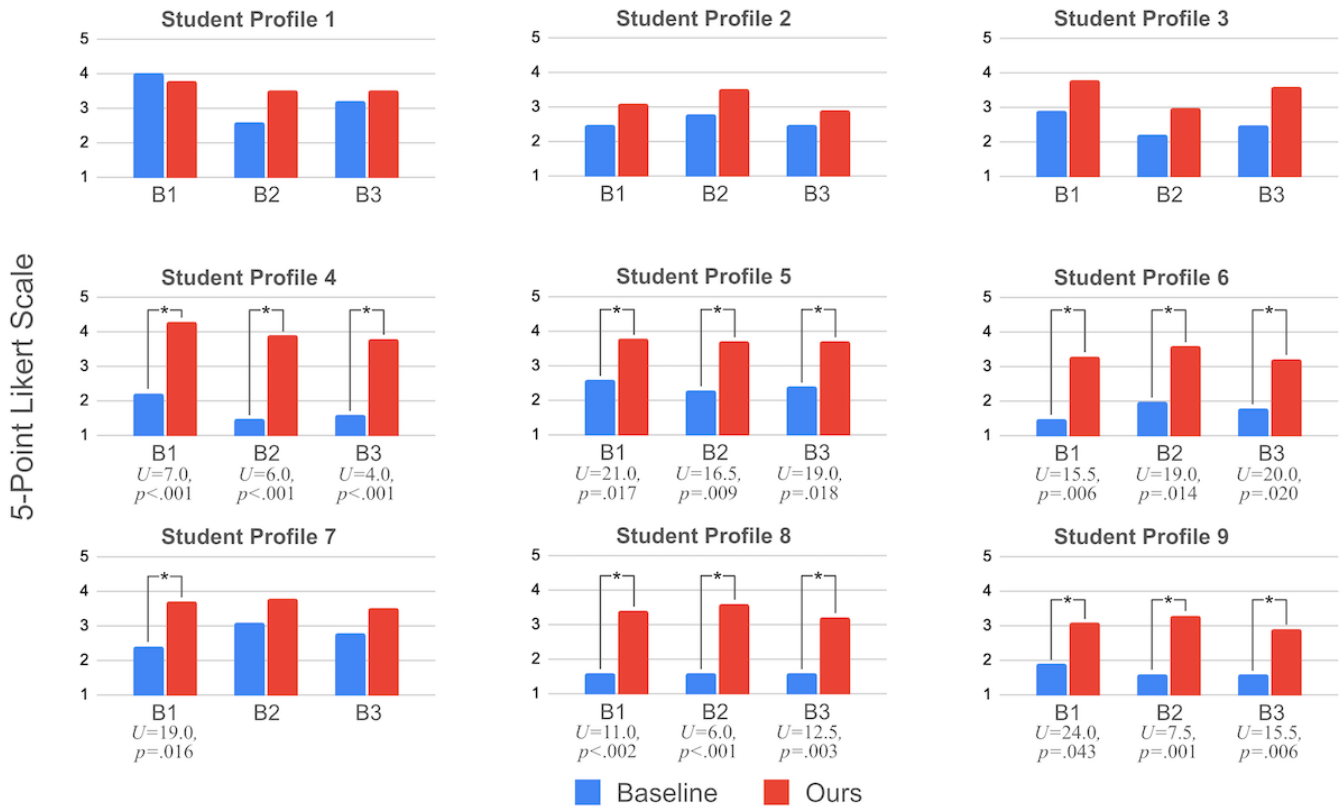 Student Profile 1
5
4
3
2
1
B1 B2 B3
Student Profile 2
5
4
3
2
1
B1 B2 B3
Student Profile 3
5
4
3
2
1
B1 B2 B3
5-Point Likert Scale
Student Profile 4
5
4
3
2
1
* * *
B1 B2 B3
U=7.0, U=6.0, U=4.0,
p<.001 p<.001 p<.001
Student Profile 5
5
4
3
2
1
* * *
B1 B2 B3
U=21.0, U=16.5, U=19.0,
p=.017 p=.009 p=.018
Student Profile 6
5
4
3
2
1
* * *
B1 B2 B3
U=15.5, U=19.0, U=20.0,
p=.006 p=.014 p=.020
Student Profile 7
5
4
3
2
1
*
B1 B2 B3
U=19.0,
p=.016
Student Profile 8
5
4
3
2
1
* * *
B1 B2 B3
U=11.0, U=6.0, U=12.5,
p<.002 p<.001 p=.003
Student Profile 9
5
4
3
2
1
* * *
B1 B2 B3
U=24.0, U=7.5, U=15.5,
p=.043 p=.001 p=.006
Baseline Ours